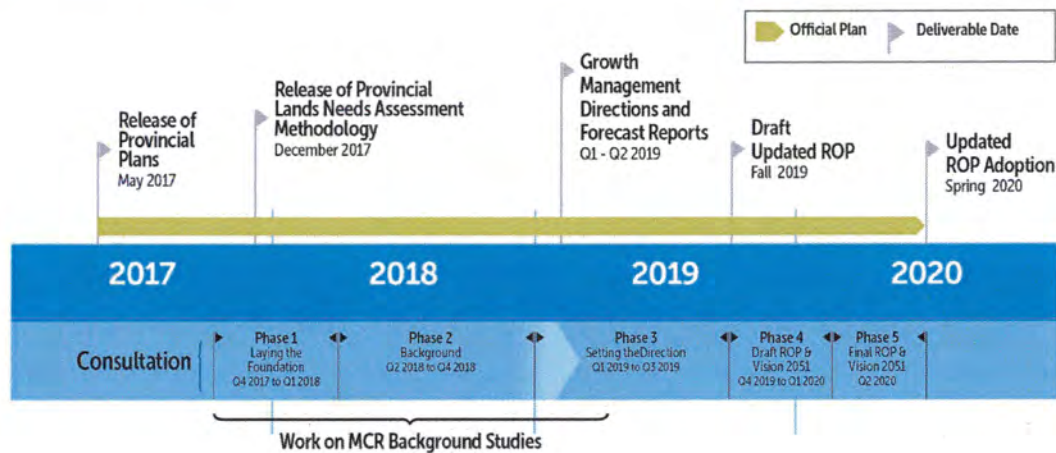 Official Plan
Deliverable Date
Release of
Provincial
Plans
May 2017
Release of Provincial
Lands Needs Assessment
Methodology
December 2017
Growth
Management
Directions and
Forecast Reports
Q1 - Q2 2019
Draft
Updated ROP
Fall 2019
Updated
ROP Adoption
Spring 2020
2017
2018
2019
2020
Consultation
Phase 1
Laying the
Foundation
Q4 2017 to Q1 2018
Phase 2
Background
Q2 2018 to Q4 2018
Phase 3
Setting theDirection
Q1 2019 to Q3 2019
Phase 4
Draft ROP &
Vision 2051
Q4 2019 to Q1 2020
Phase 5
Final ROP &
Vision 2051
Q2 2020
Work on MCR Background Studies